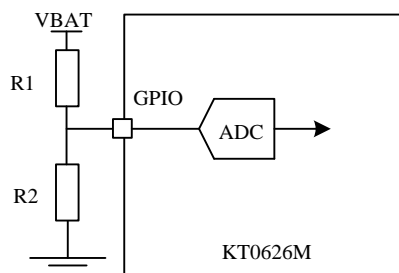 VBAT
R1
GPIO
ADC
R2
KT0626M